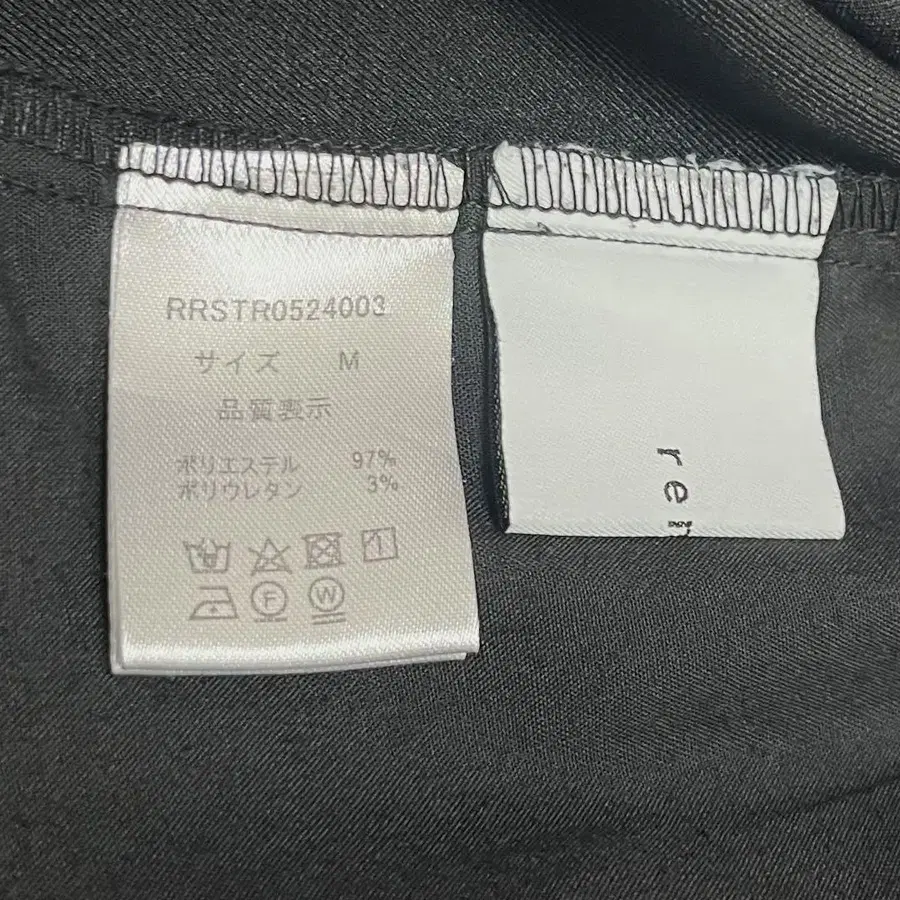 RRSTR0524003
サイズ M
品質表示
ポリエステル 97%
ポリウレタン 3%
F
W
re